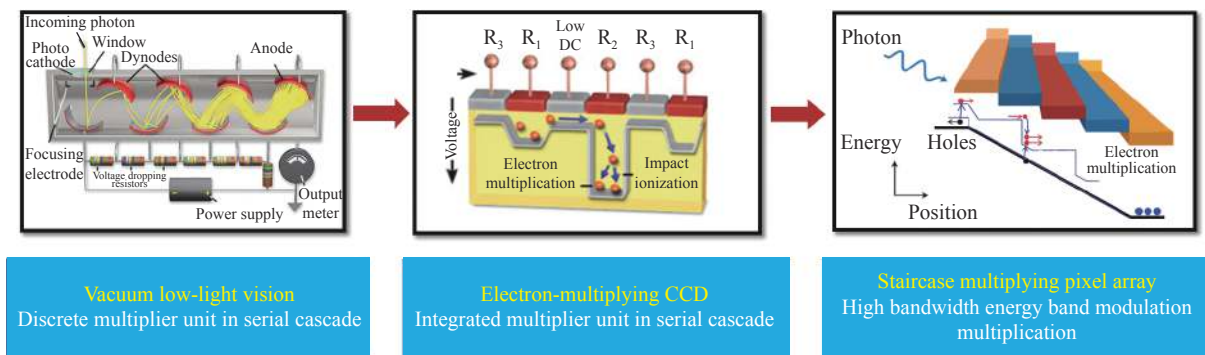 Incoming photon
Photo
cathode
Window
Dynodes
Anode
Focusing
electrode
Voltage dropping
resistors
Power supply
Output
meter
R3
R1
Low
DC
R2
R3
R1
Voltage
Electron
multiplication
Impact
ionization
Photon
Energy
Holes
Electron
multiplication
Position
Vacuum low-light vision
Discrete multiplier unit in serial cascade
Electron-multiplying CCD
Integrated multiplier unit in serial cascade
Staircase multiplying pixel array
High bandwidth energy band modulation
multiplication